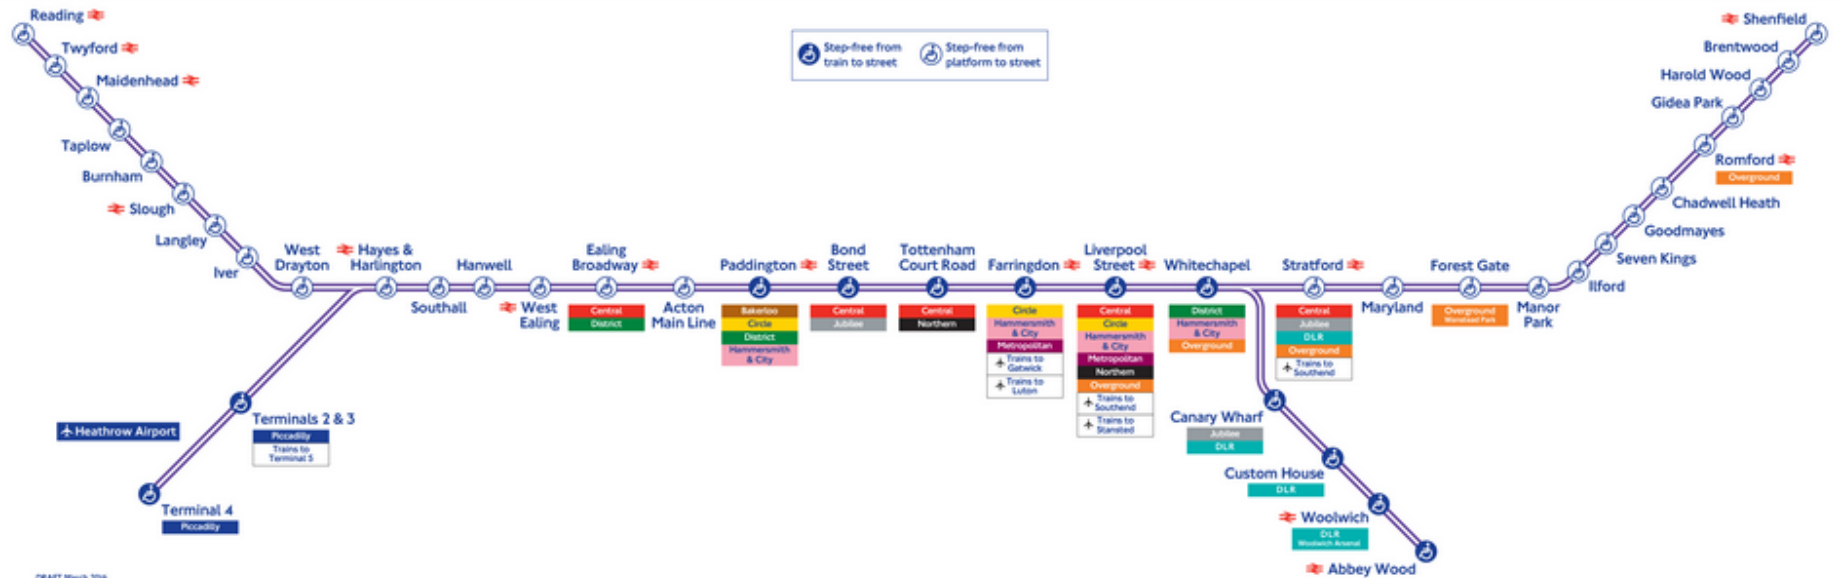 Reading
Twyford
Maidenhead
Taplow
Burnham
Slough
Langley
Iver
West
Drayton
Hayes &
Harlington
Southall
Hanwell
West
Ealing
Ealing
Broadway
Central
District
Acton
Main Line
Paddington
Bakerloo
Circle
District
Hammersmith
& City
Bond
Street
Central
Jubilee
Tottenham
Court Road
Central
Northern
Farringdon
Circle
Hammersmith
& City
Metropolitan
Trains to
Gatwick
Trains to
Luton
Liverpool
Street
Central
Circle
Hammersmith
& City
Metropolitan
Northern
Overground
Trains to
Southend
Trains to
Stansted
Whitechapel
District
Hammersmith
& City
Overground
Stratford
Central
Jubilee
DLR
Overground
Trains to
Southend
Maryland
Forest Gate
Overground
Wanstead Park
Manor
Park
Ilford
Seven Kings
Goodmayes
Chadwell Heath
Romford
Overground
Gidea Park
Harold Wood
Brentwood
Shenfield
Step-free from
train to street
Step-free from
platform to street
Heathrow Airport
Terminals 2 & 3
Piccadilly
Trains to
Terminal 5
Terminal 4
Piccadilly
Canary Wharf
Jubilee
DLR
Custom House
DLR
Woolwich
DLR
Woolwich Arsenal
Abbey Wood
DRAFT March 2016